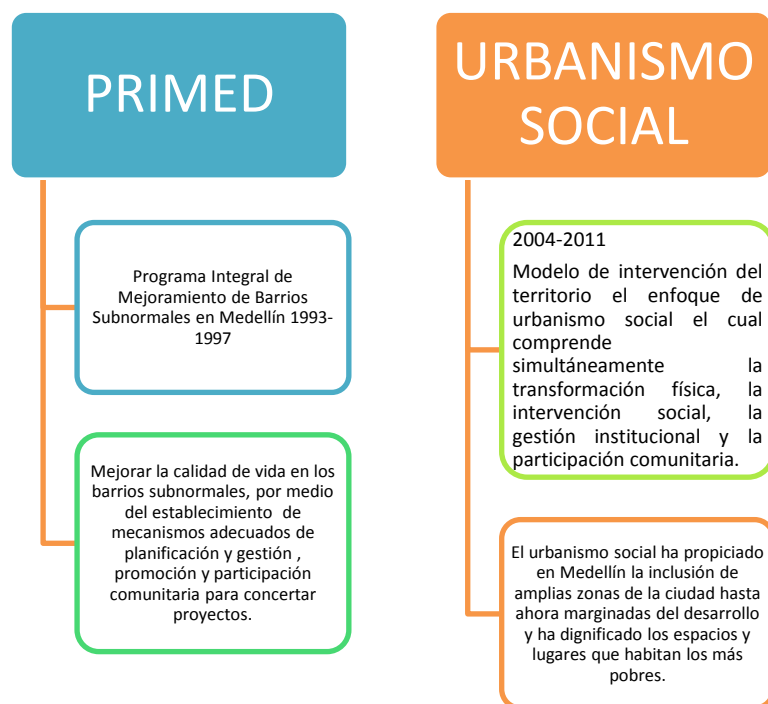 PRIMED
Programa Integral de
Mejoramiento de Barrios
Subnormales en Medellín 1993-
1997
Mejorar la calidad de vida en los
barrios subnormales, por medio
del establecimiento de
mecanismos adecuados de
planificación y gestión ,
promoción y participación
comunitaria para concertar
proyectos.
URBANISMO
SOCIAL
2004-2011
Modelo de intervención del
territorio el enfoque de
urbanismo social el cual
comprende
simultáneamente la
transformación física, la
intervención social, la
gestión institucional y la
participación comunitaria.
El urbanismo social ha propiciado
en Medellín la inclusión de
amplias zonas de la ciudad hasta
ahora marginadas del desarrollo
y ha dignificado los espacios y
lugares que habitan los más
pobres.